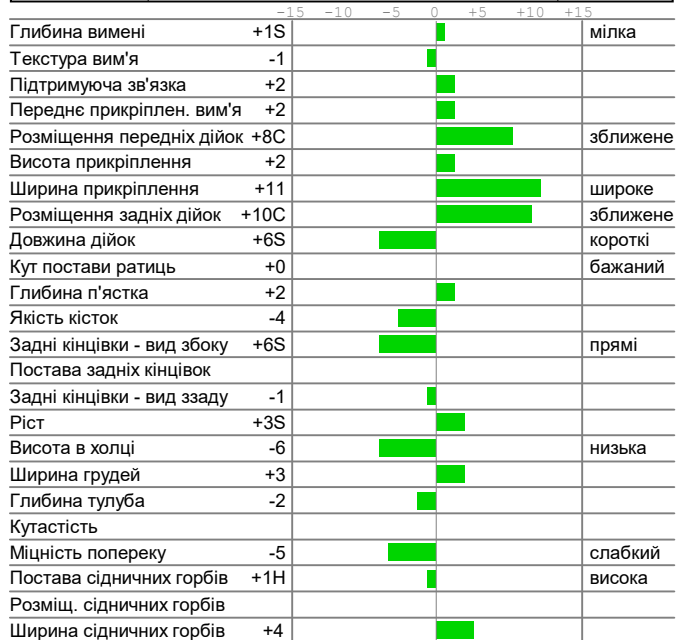 -15 -10 -5 0 +5 +10 +15
Глибина вимені +1S мілка
Текстура вим'я -1
Підтримуюча зв'язка +2
Переднє прикріплен. вим'я +2
Розміщення передніх дійок +8C зближене
Висота прикріплення +2
Ширина прикріплення +11 широке
Розміщення задніх дійок +10C зближене
Довжина дійок +6S короткі
Кут постави ратиць +0 бажаний
Глибина п'ястка +2
Якість кісток -4
Задні кінцівки - вид збоку +6S прямі
Постава задніх кінцівок
Задні кінцівки - вид ззаду -1
Ріст +3S
Висота в холці -6 низька
Ширина грудей +3
Глибина тулуба -2
Кутастість
Міцність попереку -5 слабкий
Постава сідничних горбів +1H висока
Розміщ. сідничних горбів
Ширина сідничних горбів +4